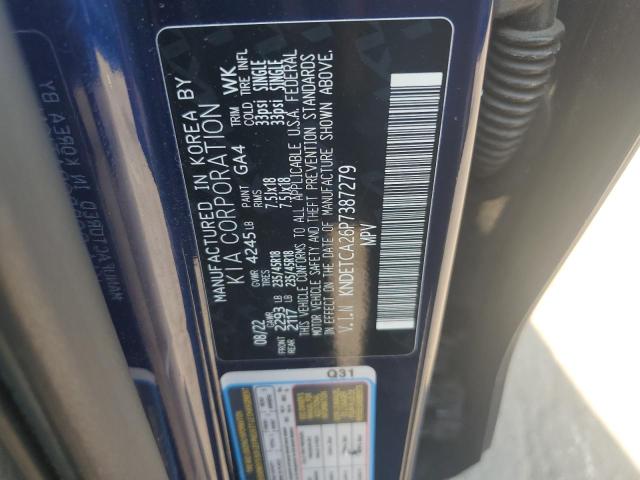 MANUFACTURED IN KOREA BY
KIA CORPORATION
08/22 GVWR 4245 LB PAINT GA4 TRIM WK
GAWR TIRES RIMS COLD TIRE INFL
FRONT 2293 LB 235/45R18 7.5Jx18 33psi SINGLE
REAR 2117 LB 235/45R18 7.5Jx18 33psi SINGLE
THIS VEHICLE CONFORMS TO ALL APPLICABLE U.S.A. FEDERAL
MOTOR VEHICLE SAFETY AND THEFT PREVENTION STANDARDS
IN EFFECT ON THE DATE OF MANUFACTURE SHOWN ABOVE.
V.I.N KNDETCA26P7387279
MPV
Q31